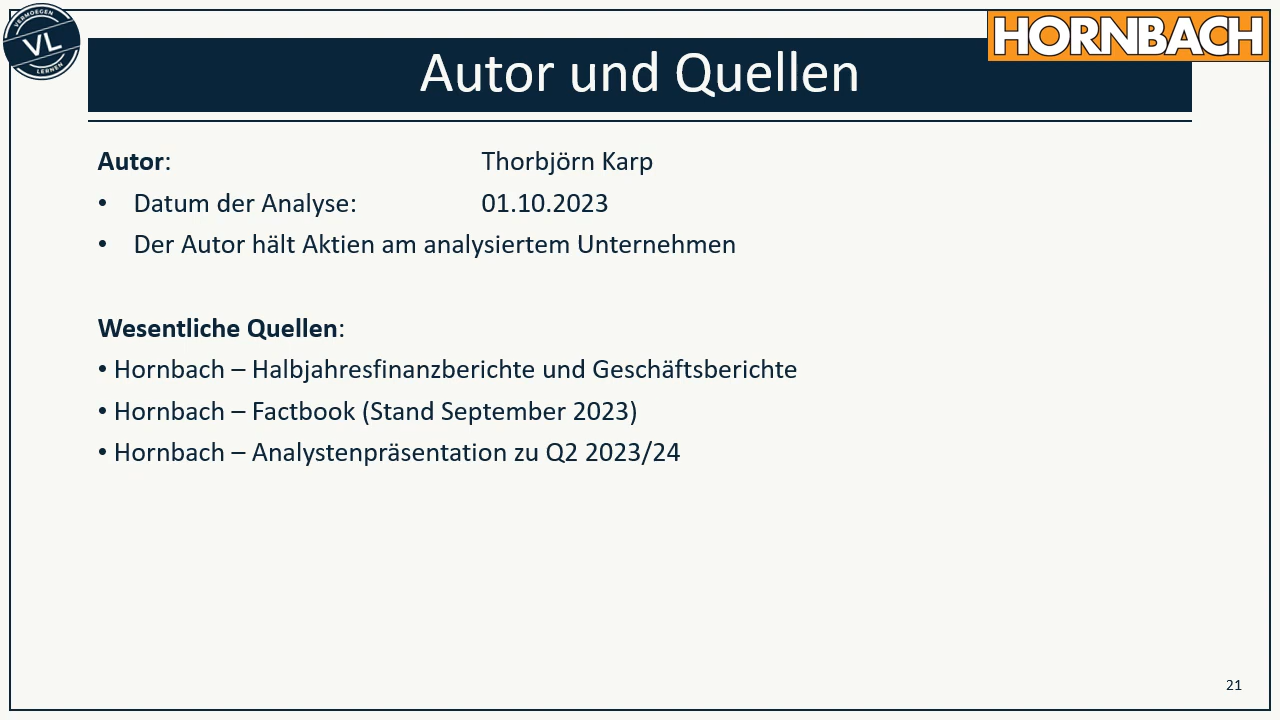 VERMOEGEN
VL
LERNEN
HORNBACH
Autor und Quellen
Autor: Thorbjörn Karp
• Datum der Analyse: 01.10.2023
• Der Autor hält Aktien am analysiertem Unternehmen
Wesentliche Quellen:
• Hornbach – Halbjahresfinanzberichte und Geschäftsberichte
• Hornbach – Factbook (Stand September 2023)
• Hornbach – Analystenpräsentation zu Q2 2023/24
21